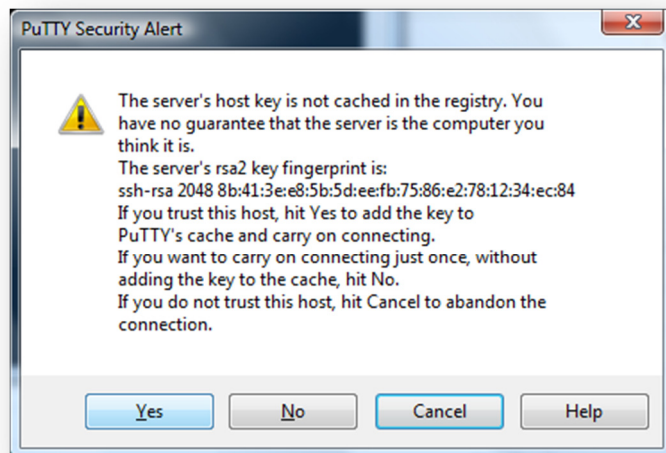 PuTTY Security Alert
The server's host key is not cached in the registry. You
have no guarantee that the server is the computer you
think it is.
The server's rsa2 key fingerprint is:
ssh-rsa 2048 8b:41:3e:e8:5b:5d:ee:fb:75:86:e2:78:12:34:ec:84
If you trust this host, hit Yes to add the key to
PuTTY's cache and carry on connecting.
If you want to carry on connecting just once, without
adding the key to the cache, hit No.
If you do not trust this host, hit Cancel to abandon the
connection.
Yes No Cancel Help